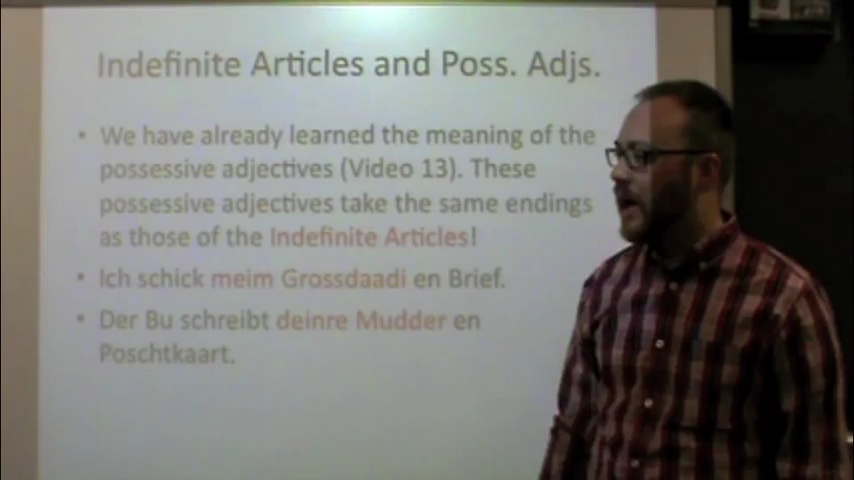 Indefinite Articles and Poss. Adjs.
• We have already learned the meaning of the
possessive adjectives (Video 13). These
possessive adjectives take the same endings
as those of the Indefinite Articles!
• Ich schick meim Grossdaadi en Brief.
• Der Bu schreibt deinre Mudder en
Poschtkaart.